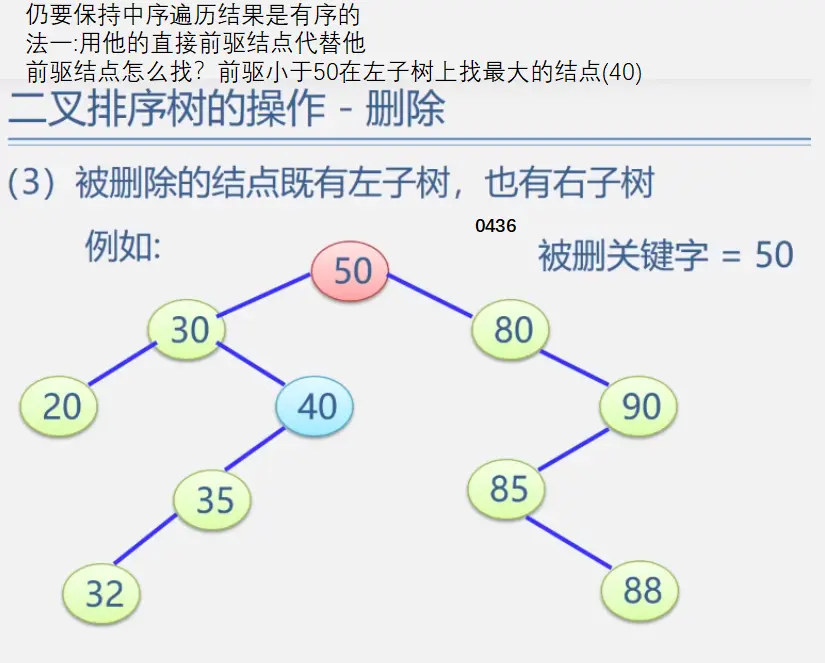 仍要保持中序遍历结果是有序的
法一:用他的直接前驱结点代替他
前驱结点怎么找？前驱小于50在左子树上找最大的结点(40)
二叉排序树的操作 - 删除
（3）被删除的结点既有左子树，也有右子树
0436
例如:
被删关键字 = 50
50
30
80
20
40
90
35
85
32
88